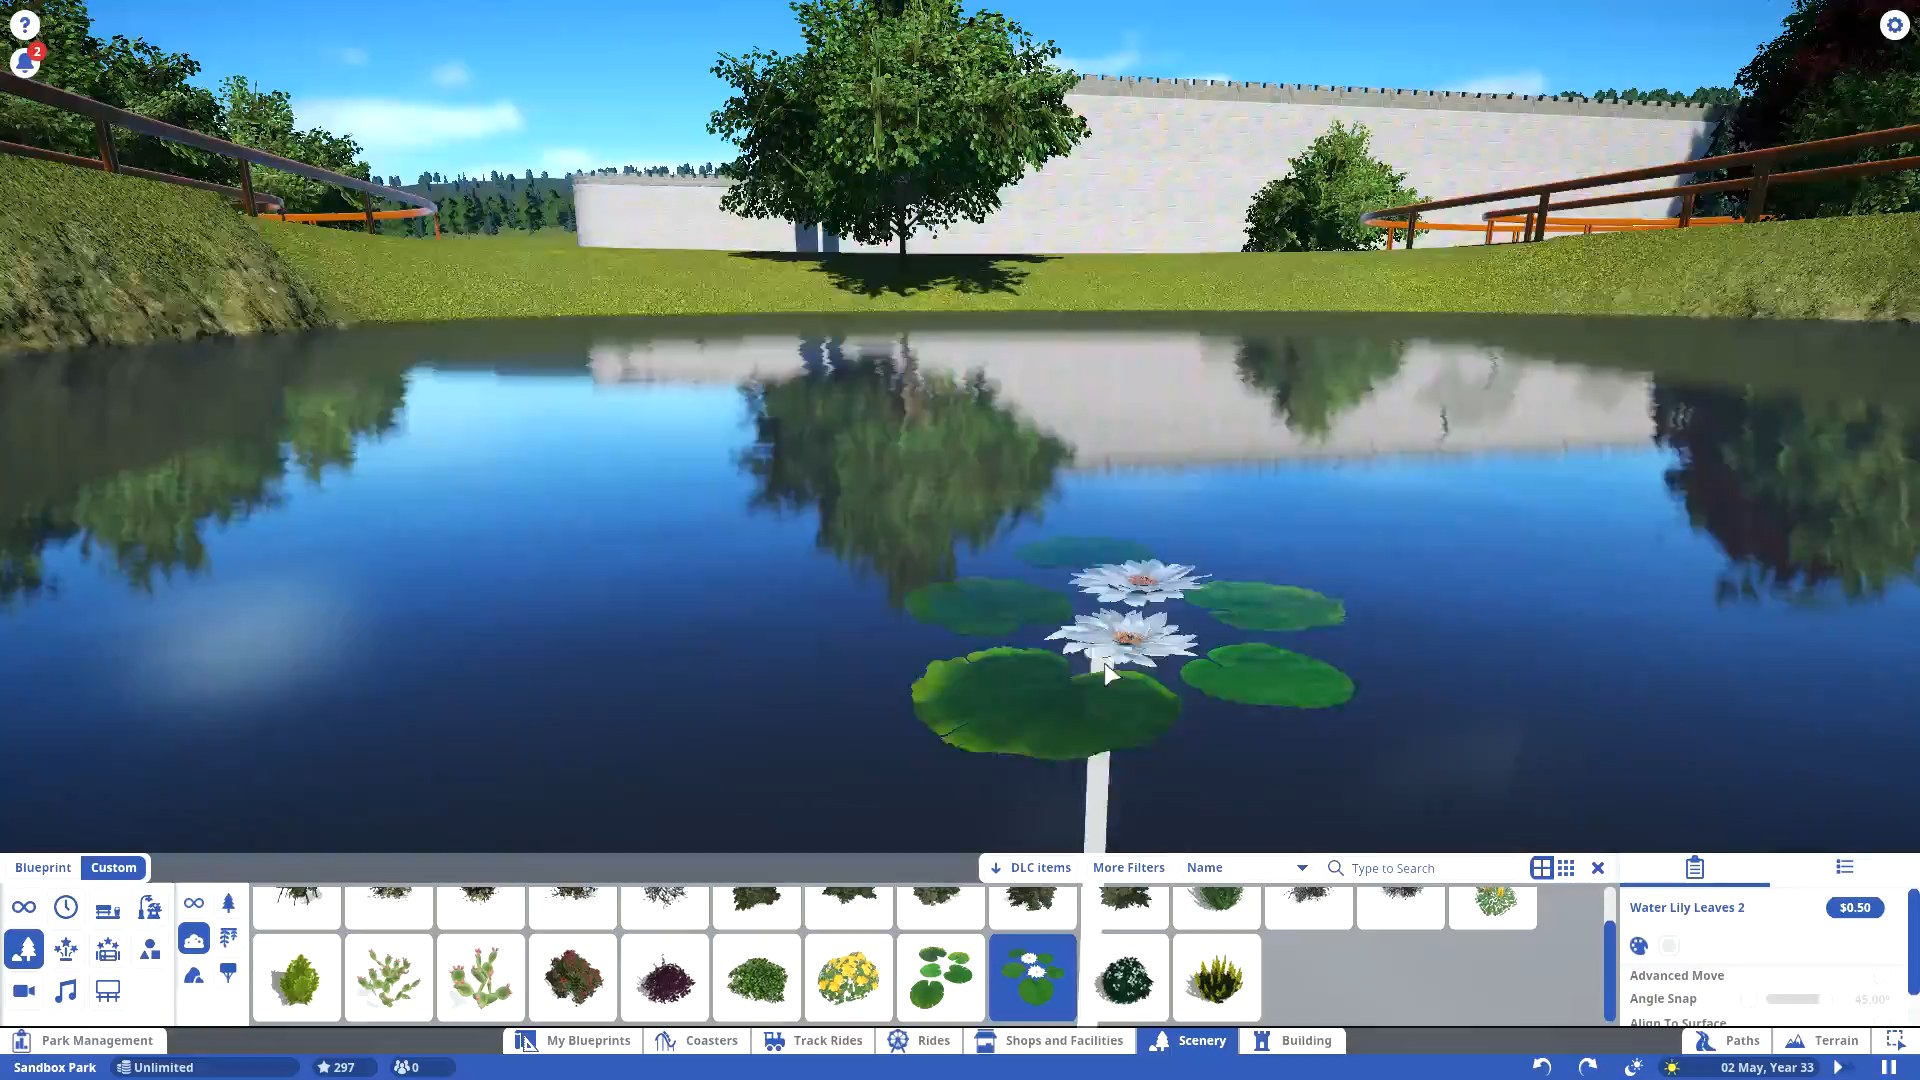 ?
2
Blueprint
Custom
DLC items
More Filters
Name
Type to Search
Water Lily Leaves 2
$0.50
Advanced Move
Angle Snap
45.00°
Align To Surface
Park Management
My Blueprints
Coasters
Track Rides
Rides
Shops and Facilities
Scenery
Building
Paths
Terrain
Sandbox Park
Unlimited
297
0
02 May, Year 33